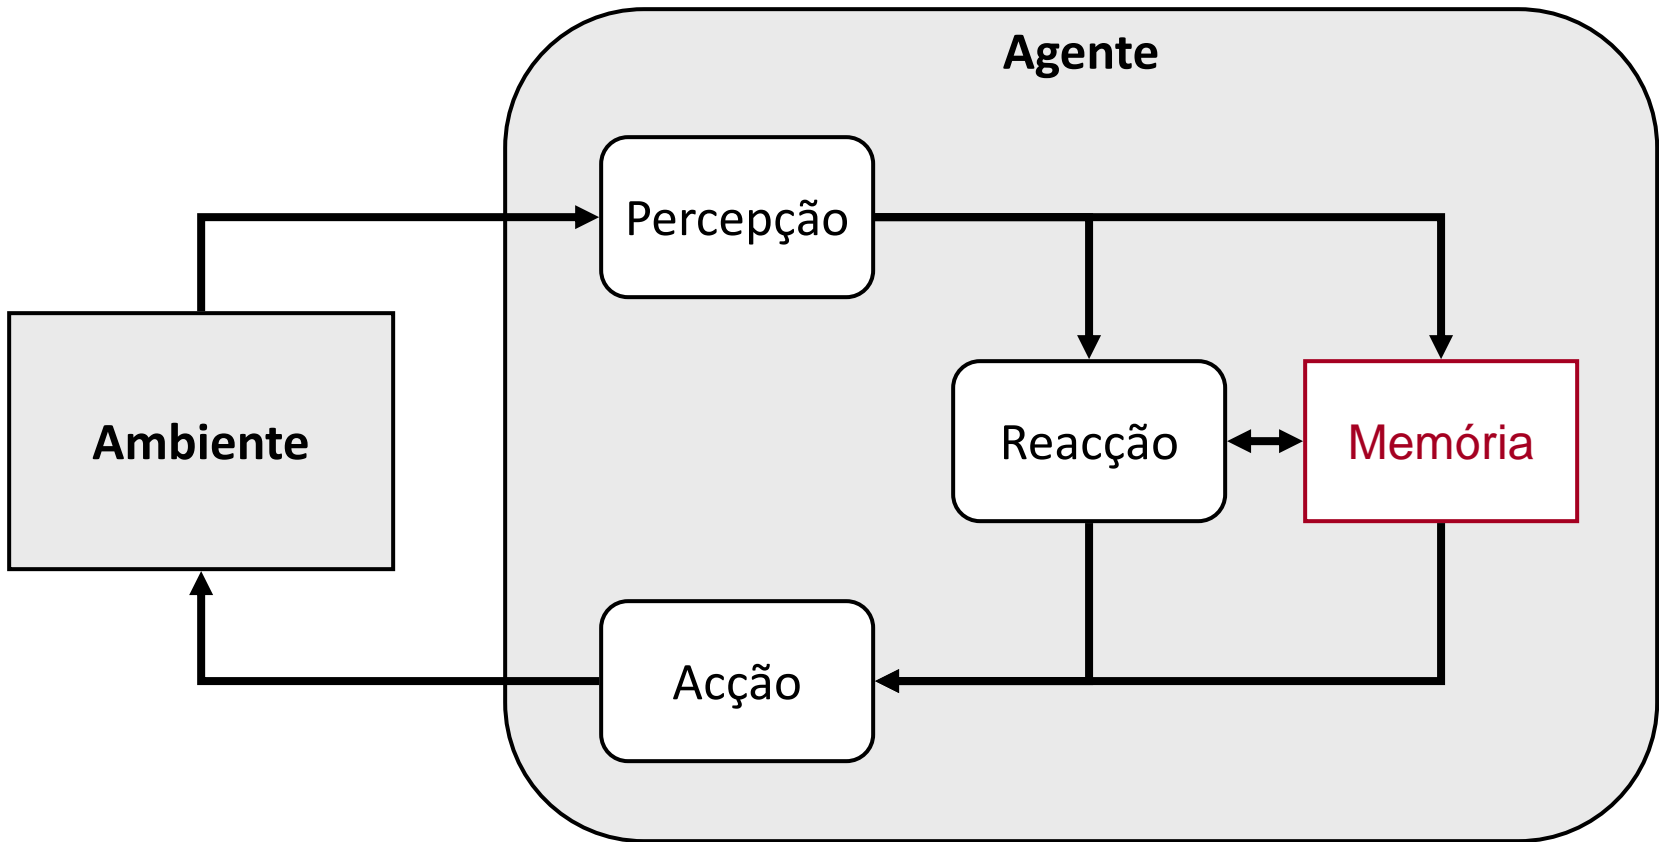 Agente
Percepção
Ambiente
Reacção
Memória
Acção